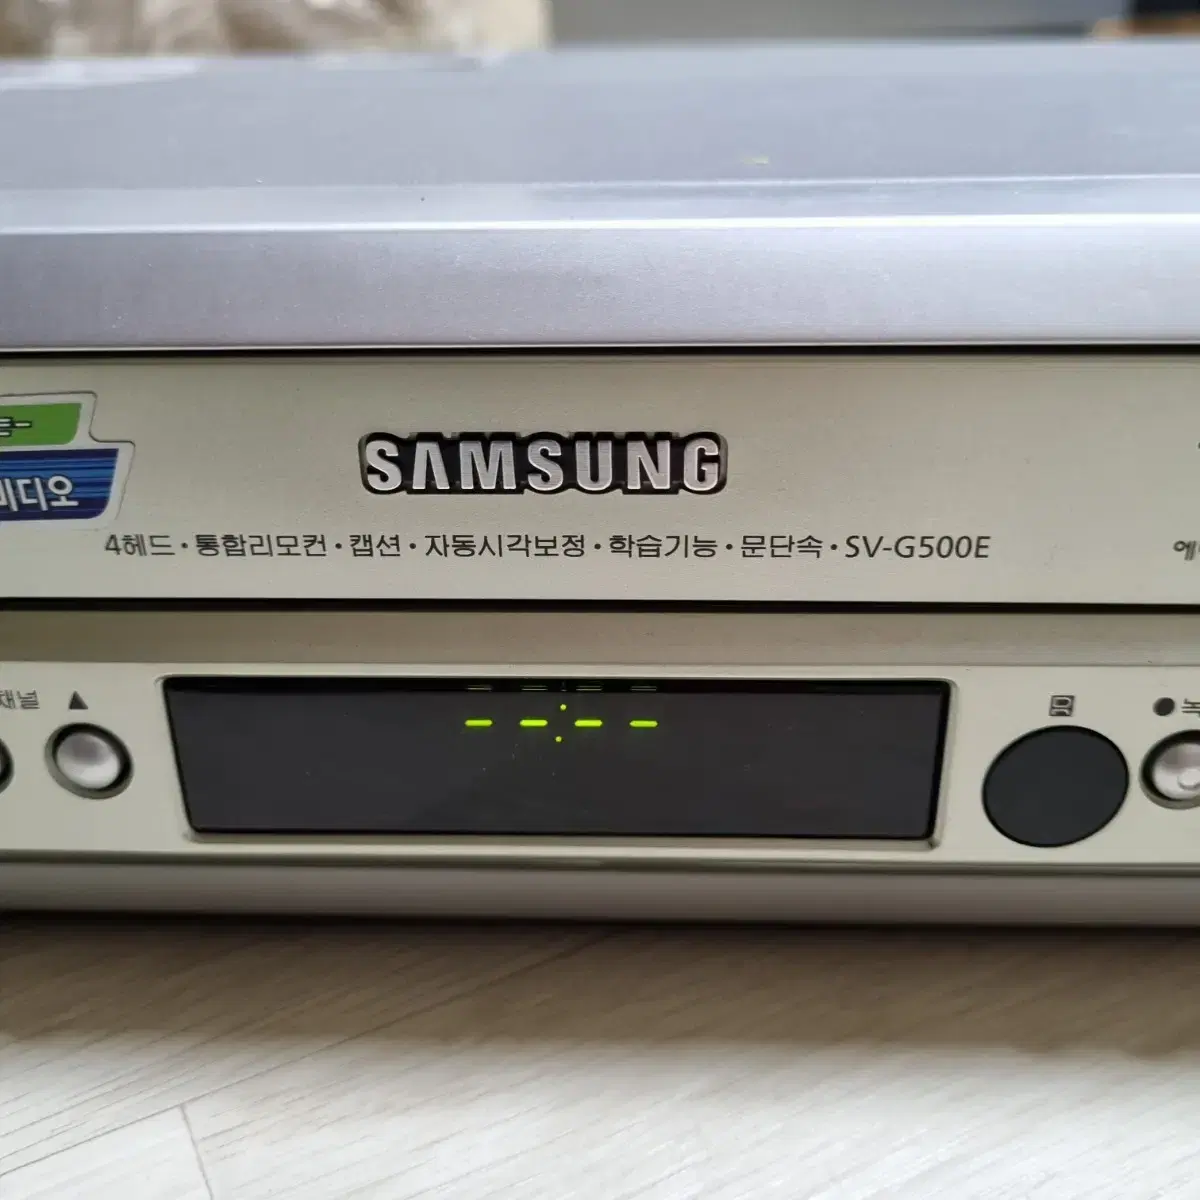 SAMSUNG
비디오
4헤드·통합리모컨·캡션·자동시각보정·학습기능·문단속·SV-G500E
채널 ▲
--:--
●